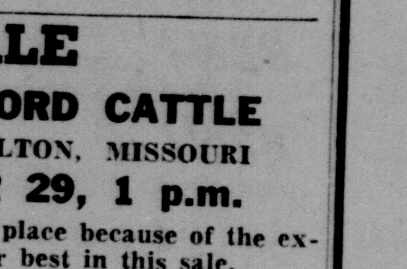 LE
ORD CATTLE
LTON, MISSOURI
29, 1 p.m.
place because of the ex-
r best in this sale.